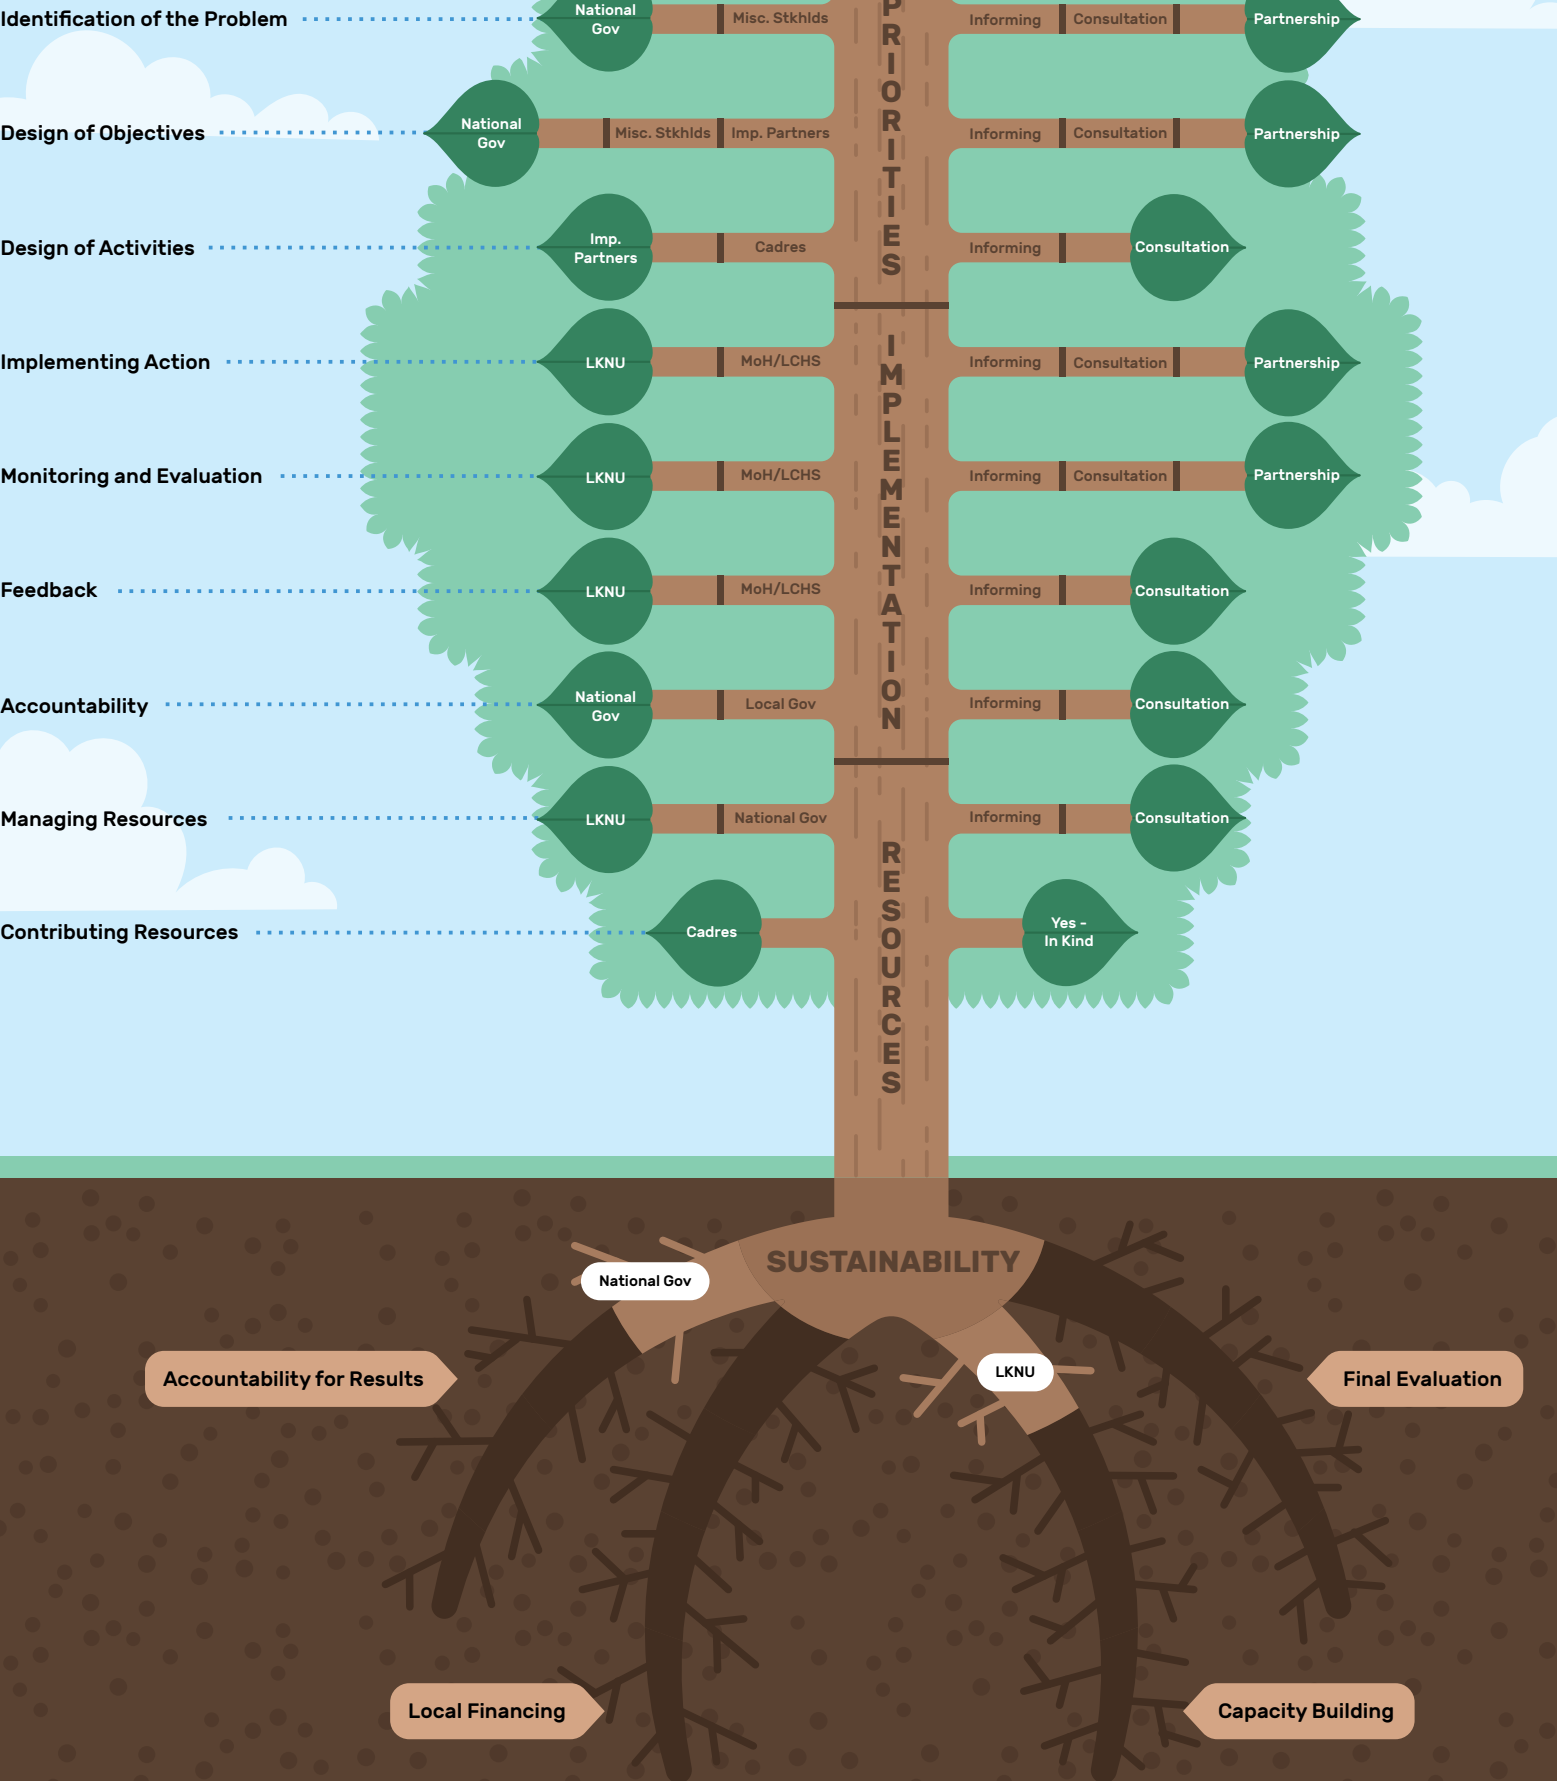 Identification of the Problem
National
Gov
Misc. Stkhlds
Informing
Consultation
Partnership
PRIORITIES
Design of Objectives
National
Gov
Misc. Stkhlds
Imp. Partners
Informing
Consultation
Partnership
Design of Activities
Imp.
Partners
Cadres
Informing
Consultation
IMPLEMENTATION
Implementing Action
LKNU
MoH/LCHS
Informing
Consultation
Partnership
Monitoring and Evaluation
LKNU
MoH/LCHS
Informing
Consultation
Partnership
Feedback
LKNU
MoH/LCHS
Informing
Consultation
Accountability
National
Gov
Local Gov
Informing
Consultation
RESOURCES
Managing Resources
LKNU
National Gov
Informing
Consultation
Contributing Resources
Cadres
Yes -
In Kind
SUSTAINABILITY
National Gov
LKNU
Accountability for Results
Final Evaluation
Local Financing
Capacity Building